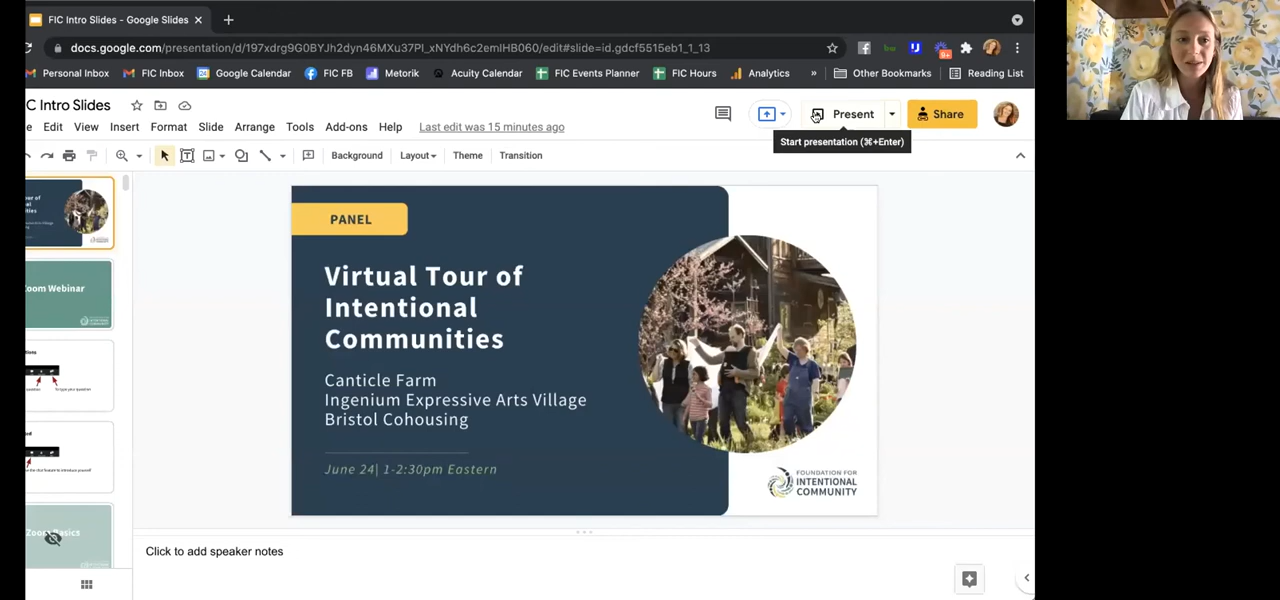 FIC Intro Slides - Google Slides
docs.google.com/presentation/d/197xdrg9G0BYJh2dyn46MXu37Pl_xNYdh6c2emlHB060/edit#slide=id.gdcf5515eb1_1_13
Personal Inbox FIC Inbox Google Calendar FIC FB Metorik Acuity Calendar FIC Events Planner FIC Hours Analytics » Other Bookmarks Reading List
C Intro Slides
e Edit View Insert Format Slide Arrange Tools Add-ons Help Last edit was 15 minutes ago
Present Share
Start presentation (⌘+Enter)
Background Layout Theme Transition
PANEL
Virtual Tour of
Intentional
Communities
Canticle Farm
Ingenium Expressive Arts Village
Bristol Cohousing
June 24| 1-2:30pm Eastern
FOUNDATION FOR
INTENTIONAL
COMMUNITY
oom Webinar
Zoom Basics
Click to add speaker notes